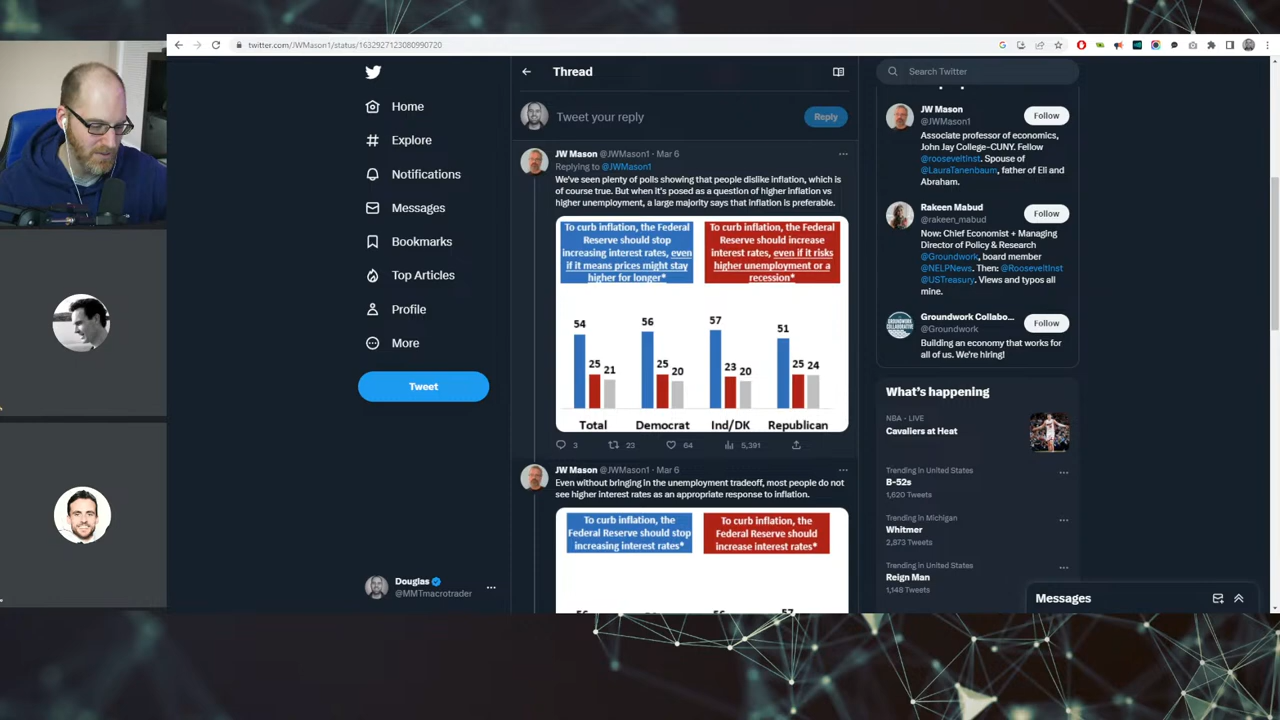 twitter.com/JWMason1/status/1632927123080990720
Home
Explore
Notifications
Messages
Bookmarks
Top Articles
Profile
More
Tweet
Douglas
@MMTmacrotrader
Thread
Tweet your reply
Reply
JW Mason @JWMason1 · Mar 6
Replying to @JWMason1
We've seen plenty of polls showing that people dislike inflation, which is
of course true. But when it's posed as a question of higher inflation vs
higher unemployment, a large majority says that inflation is preferable.
To curb inflation, the Federal
Reserve should stop
increasing interest rates, even
if it means prices might stay
higher for longer*
To curb inflation, the Federal
Reserve should increase
interest rates, even if it risks
higher unemployment or a
recession*
54 25 21
56 25 20
57 23 20
51 25 24
Total Democrat Ind/DK Republican
3 23 64 5,391
JW Mason @JWMason1 · Mar 6
Even without bringing in the unemployment tradeoff, most people do not
see higher interest rates as an appropriate response to inflation.
To curb inflation, the
Federal Reserve should stop
increasing interest rates*
To curb inflation, the
Federal Reserve should
increase interest rates*
Search Twitter
JW Mason
@JWMason1
Follow
Associate professor of economics,
John Jay College-CUNY. Fellow
@rooseveltinst. Spouse of
@LauraTanenbaum, father of Eli and
Abraham.
Rakeen Mabud
@rakeen_mabud
Follow
Now: Chief Economist + Managing
Director of Policy & Research
@Groundwork, board member
@NELPNews. Then: @RooseveltInst
@USTreasury. Views and typos all
mine.
Groundwork Collabo...
@Groundwork
Follow
Building an economy that works for
all of us. We're hiring!
What's happening
NBA · LIVE
Cavaliers at Heat
Trending in United States
B-52s
1,620 Tweets
Trending in Michigan
Whitmer
2,873 Tweets
Trending in United States
Reign Man
1,148 Tweets
Messages